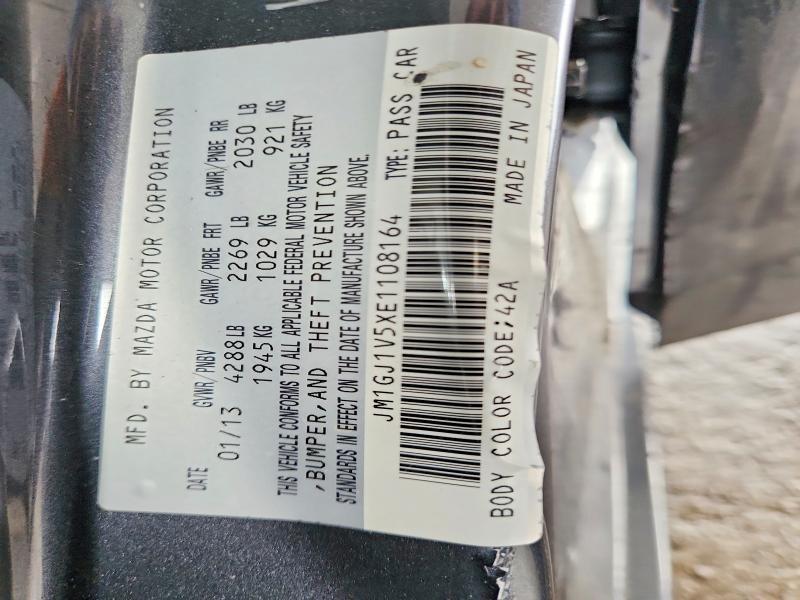 MFD. BY MAZDA MOTOR CORPORATION
DATE GVWR/PNBV GAWR/PNBE FRT GAWR/PNBE RR
01/13 4288LB 2269 LB 2030 LB
1945KG 1029 KG 921 KG
THIS VEHICLE CONFORMS TO ALL APPLICABLE FEDERAL MOTOR VEHICLE SAFETY
,BUMPER,AND THEFT PREVENTION
STANDARDS IN EFFECT ON THE DATE OF MANUFACTURE SHOWN ABOVE.
JM1GJ1V5XE1108164 TYPE: PASS CAR
BODY COLOR CODE;42A MADE IN JAPAN